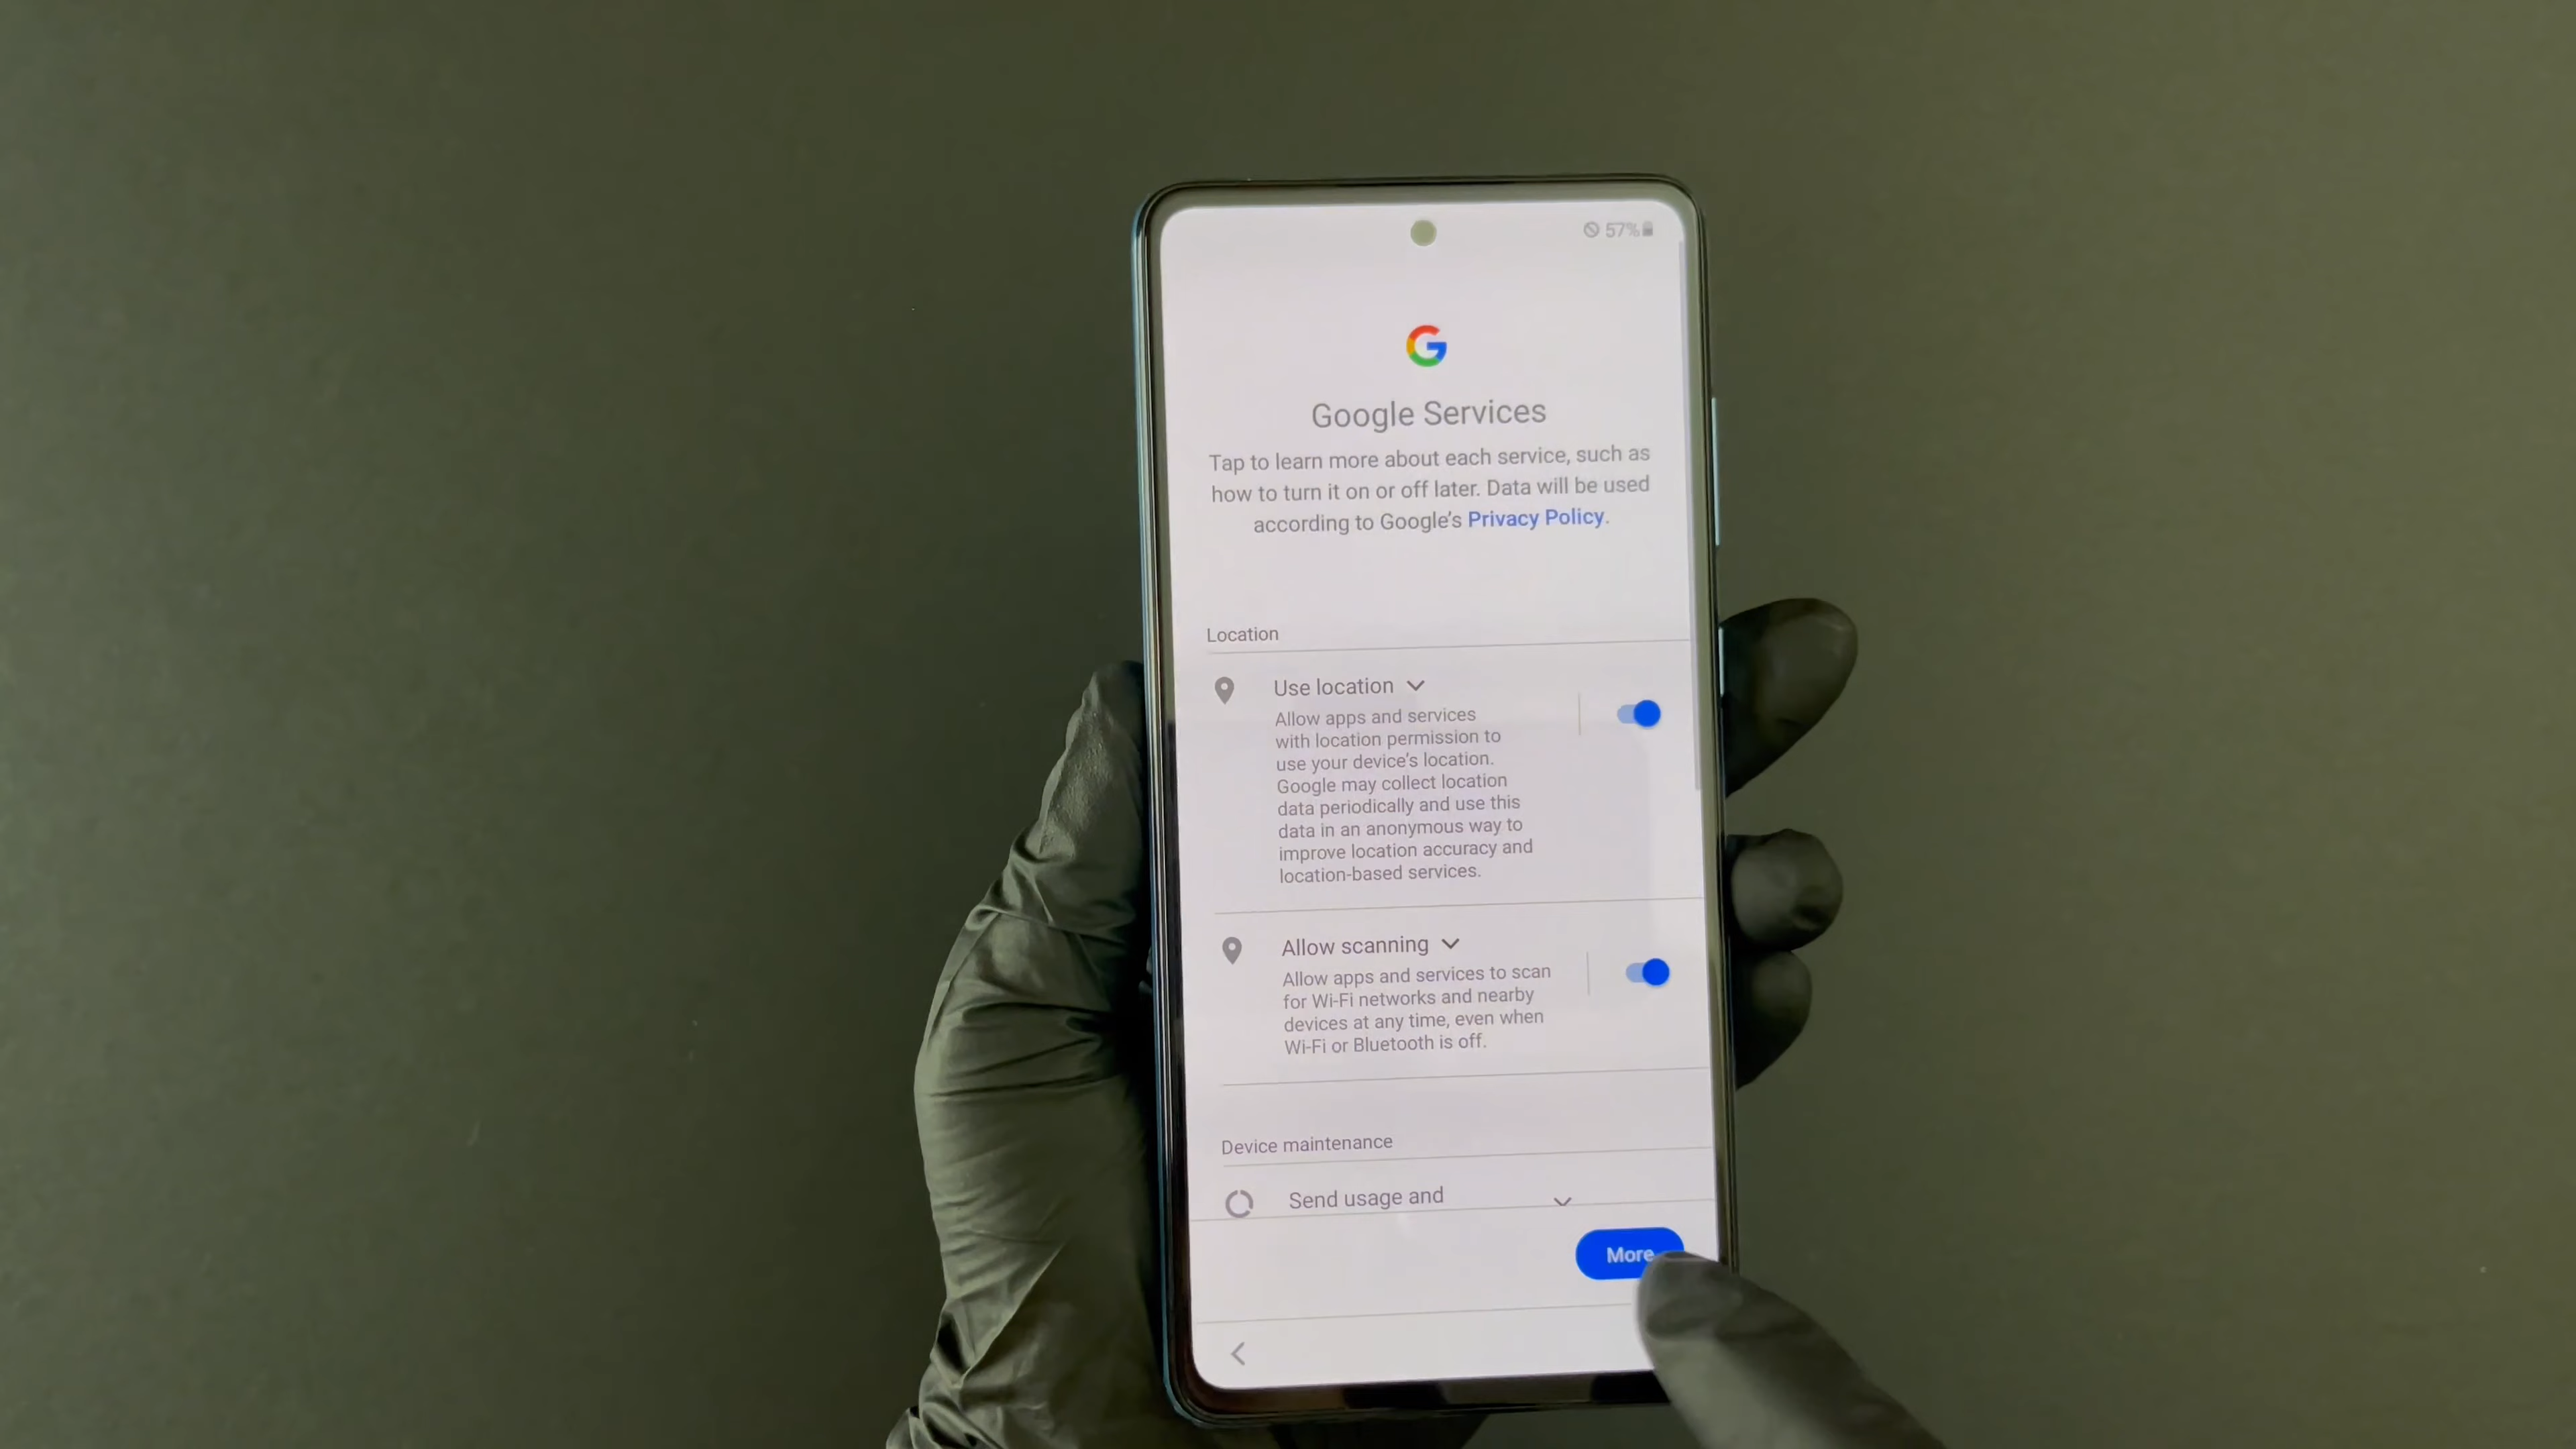 57%
Google Services
Tap to learn more about each service, such as
how to turn it on or off later. Data will be used
according to Google's Privacy Policy.
Location
Use location
Allow apps and services
with location permission to
use your device's location.
Google may collect location
data periodically and use this
data in an anonymous way to
improve location accuracy and
location-based services.
Allow scanning
Allow apps and services to scan
for Wi-Fi networks and nearby
devices at any time, even when
Wi-Fi or Bluetooth is off.
Device maintenance
Send usage and
More